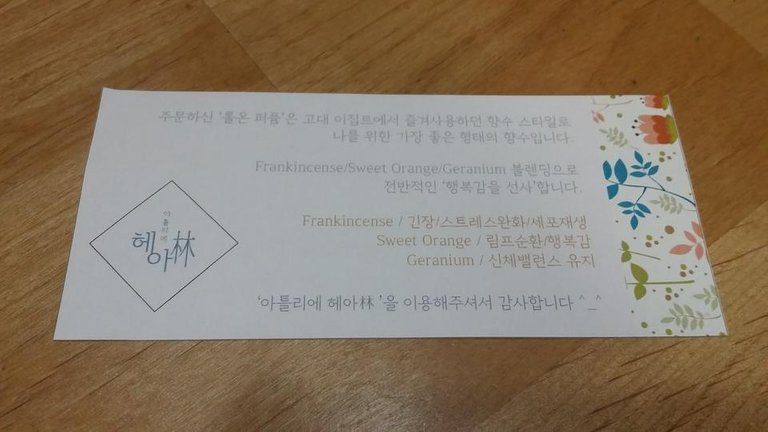 주문하신 '롤온 퍼퓸'은 고대 이집트에서 즐겨사용하던 향수 스타일로
나를 위한 가장 좋은 형태의 향수입니다.
Frankincense/Sweet Orange/Geranium 블렌딩으로
전반적인 '행복감을 선사'합니다.
Frankincense / 긴장/스트레스완화/세포재생
Sweet Orange / 림프순환/행복감
Geranium / 신체밸런스 유지
'아틀리에 헤아林'을 이용해주셔서 감사합니다 ^_^
아틀리에
헤아林